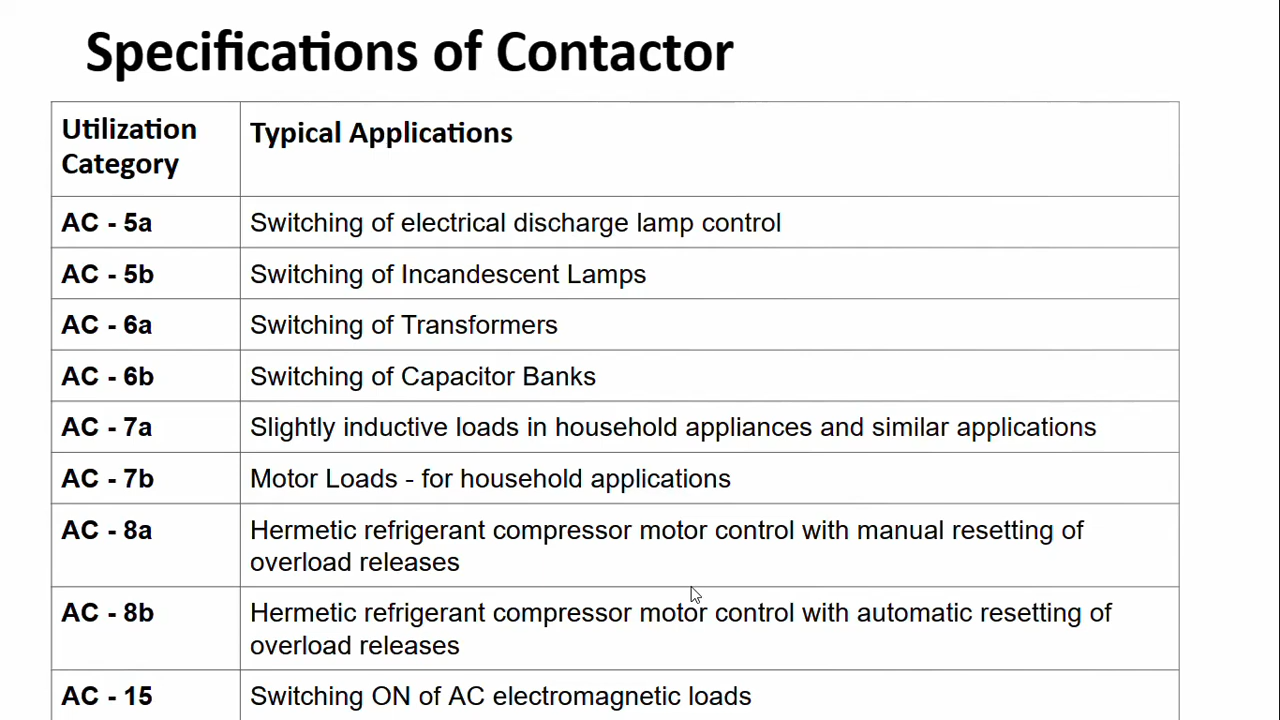 Specifications of Contactor
Utilization
Category
Typical Applications
AC - 5a
Switching of electrical discharge lamp control
AC - 5b
Switching of Incandescent Lamps
AC - 6a
Switching of Transformers
AC - 6b
Switching of Capacitor Banks
AC - 7a
Slightly inductive loads in household appliances and similar applications
AC - 7b
Motor Loads - for household applications
AC - 8a
Hermetic refrigerant compressor motor control with manual resetting of
overload releases
AC - 8b
Hermetic refrigerant compressor motor control with automatic resetting of
overload releases
AC - 15
Switching ON of AC electromagnetic loads